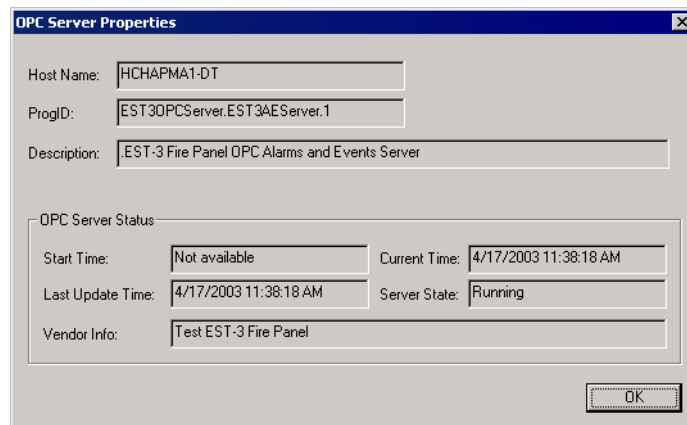 OPC Server Properties
Host Name: HCHAPMA1-DT
ProgID: EST3OPCServer.EST3AEServer.1
Description: .EST-3 Fire Panel OPC Alarms and Events Server
OPC Server Status
Start Time: Not available Current Time: 4/17/2003 11:38:18 AM
Last Update Time: 4/17/2003 11:38:18 AM Server State: Running
Vendor Info: Test EST-3 Fire Panel
OK